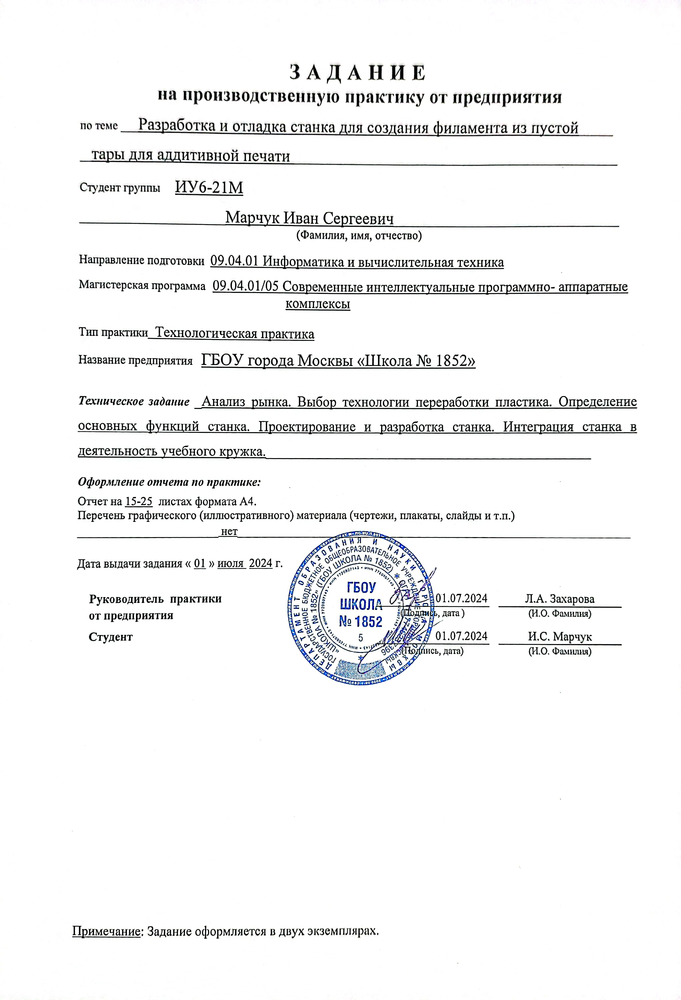 ЗАДАНИЕ
на производственную практику от предприятия
по теме Разработка и отладка станка для создания филамента из пустой
тары для аддитивной печати
Студент группы ИУ6-21М
Марчук Иван Сергеевич
(Фамилия, имя, отчество)
Направление подготовки 09.04.01 Информатика и вычислительная техника
Магистерская программа 09.04.01/05 Современные интеллектуальные программно- аппаратные
комплексы
Тип практики Технологическая практика
Название предприятия ГБОУ города Москвы «Школа № 1852»
Техническое задание Анализ рынка. Выбор технологии переработки пластика. Определение
основных функций станка. Проектирование и разработка станка. Интеграция станка в
деятельность учебного кружка.
Оформление отчета по практике:
Отчет на 15-25 листах формата А4.
Перечень графического (иллюстративного) материала (чертежи, плакаты, слайды и т.п.)
нет
Дата выдачи задания « 01 » июля 2024 г.
ДЕПАРТАМЕНТ ОБРАЗОВАНИЯ И НАУКИ ГОРОДА МОСКВЫ
ГОСУДАРСТВЕННОЕ БЮДЖЕТНОЕ ОБЩЕОБРАЗОВАТЕЛЬНОЕ УЧРЕЖДЕНИЕ ГОРОДА МОСКВЫ
«ШКОЛА № 1852» (ГБОУ ШКОЛА № 1852) * ОГРН
ИНН 7720807143 • ИНН 7720807143 • ИНН 7720807143
ГБОУ
ШКОЛА
№ 1852
5
Руководитель практики 01.07.2024 Л.А. Захарова
от предприятия (Подпись, дата ) (И.О. Фамилия)
Студент 01.07.2024 И.С. Марчук
(Подпись, дата) (И.О. Фамилия)
Примечание: Задание оформляется в двух экземплярах.